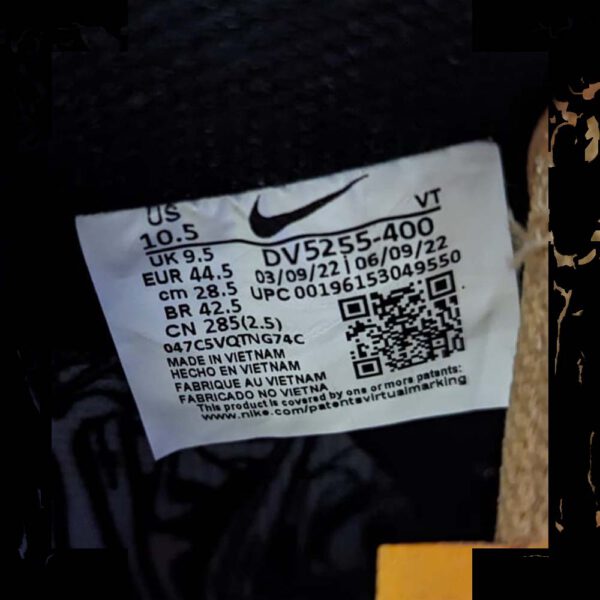 US VT
10.5 DV5255-400
UK 9.5 03/09/22 | 06/09/22
EUR 44.5 UPC 00196153049550
cm 28.5
BR 42.5
CN 285(2.5)
047C5VQTNG74C
MADE IN VIETNAM
HECHO EN VIETNAM
FABRIQUE AU VIETNAM
FABRICADO NO VIETNA
This product is covered by one or more patents:
www.nike.com/patentsvirtualmarking